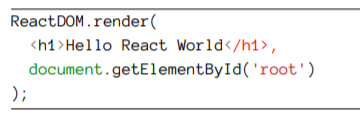 ReactDOM.render(
  <h1>Hello React World</h1>,
  document.getElementById('root')
);